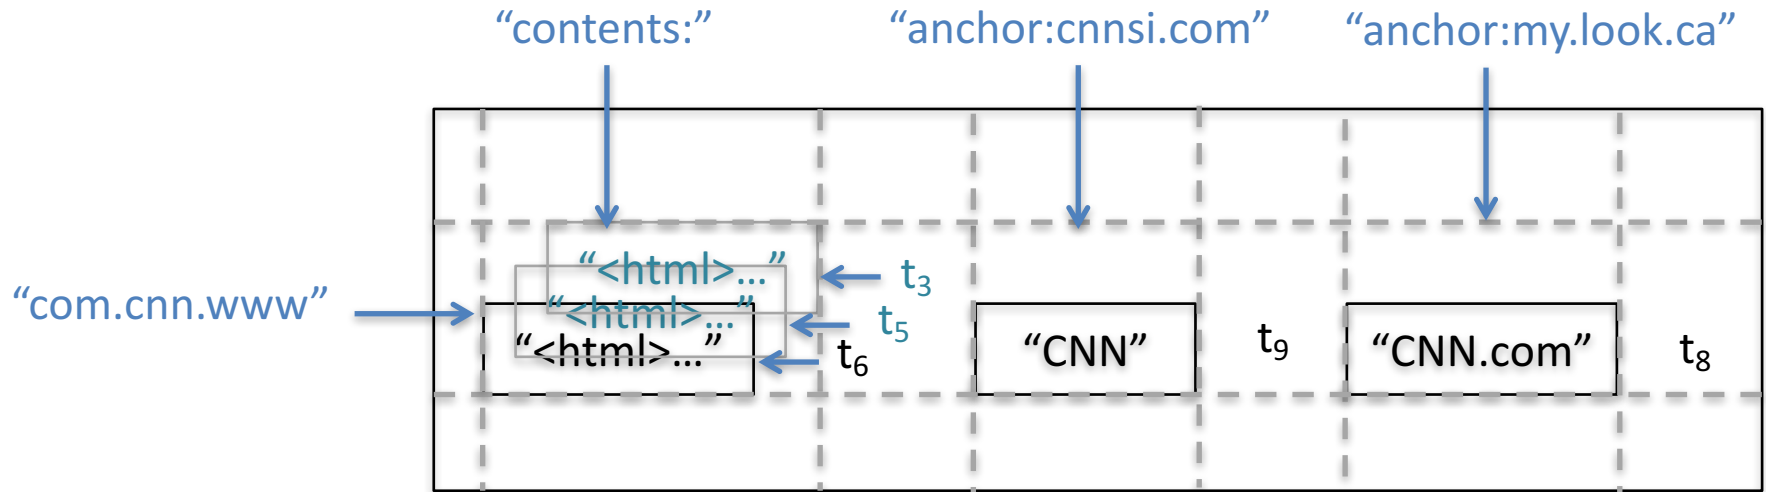 “contents:” “anchor:cnnsi.com” “anchor:my.look.ca”
“<html>…” t3
“com.cnn.www”
“<html>…” t5
“<html>…” t6 “CNN” t9 “CNN.com” t8